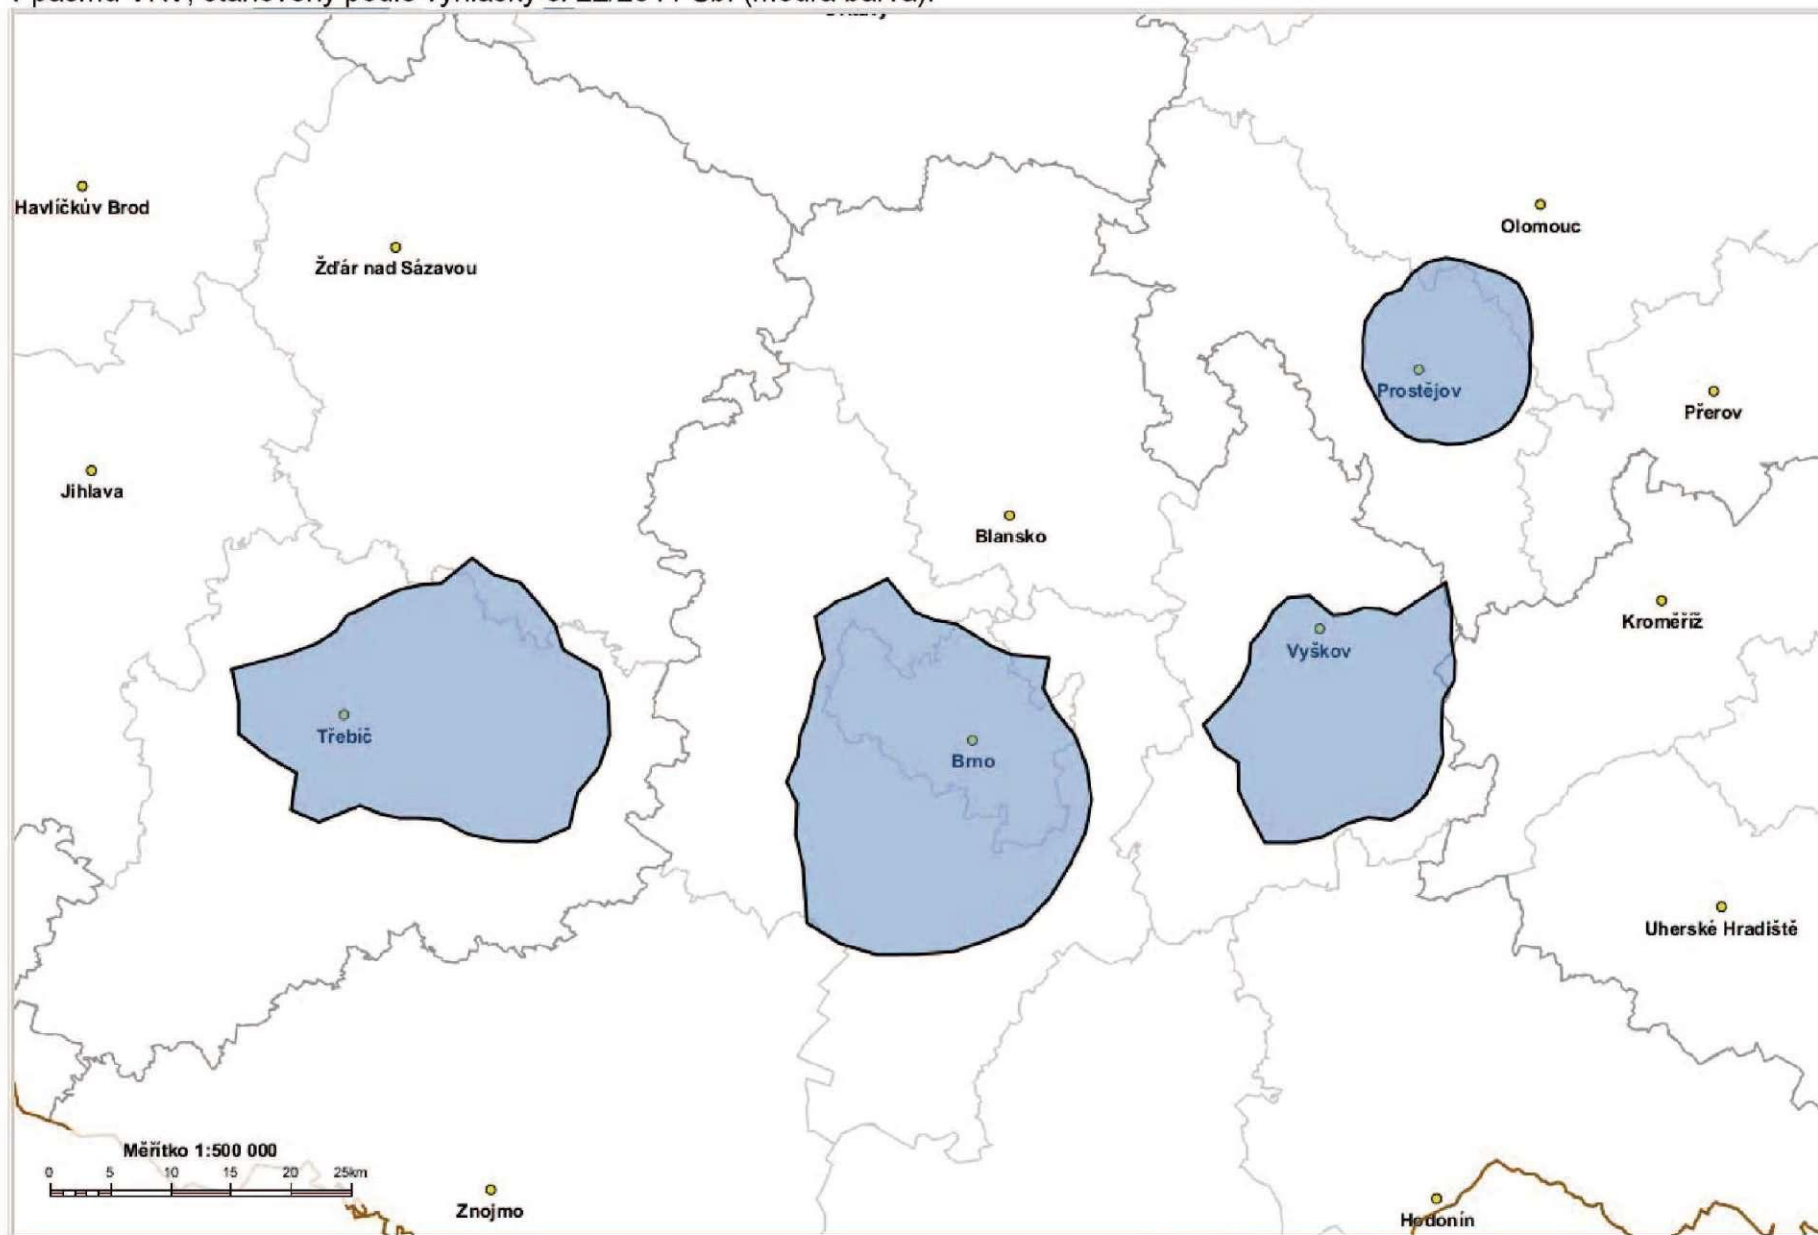 Havlíčkův Brod
Olomouc
Žďár nad Sázavou
Prostějov
Přerov
Jihlava
Blansko
Kroměříž
Vyškov
Třebíč
Brno
Uherské Hradiště
Měřítko 1:500 000
0 5 10 15 20 25km
Znojmo
Hodonín